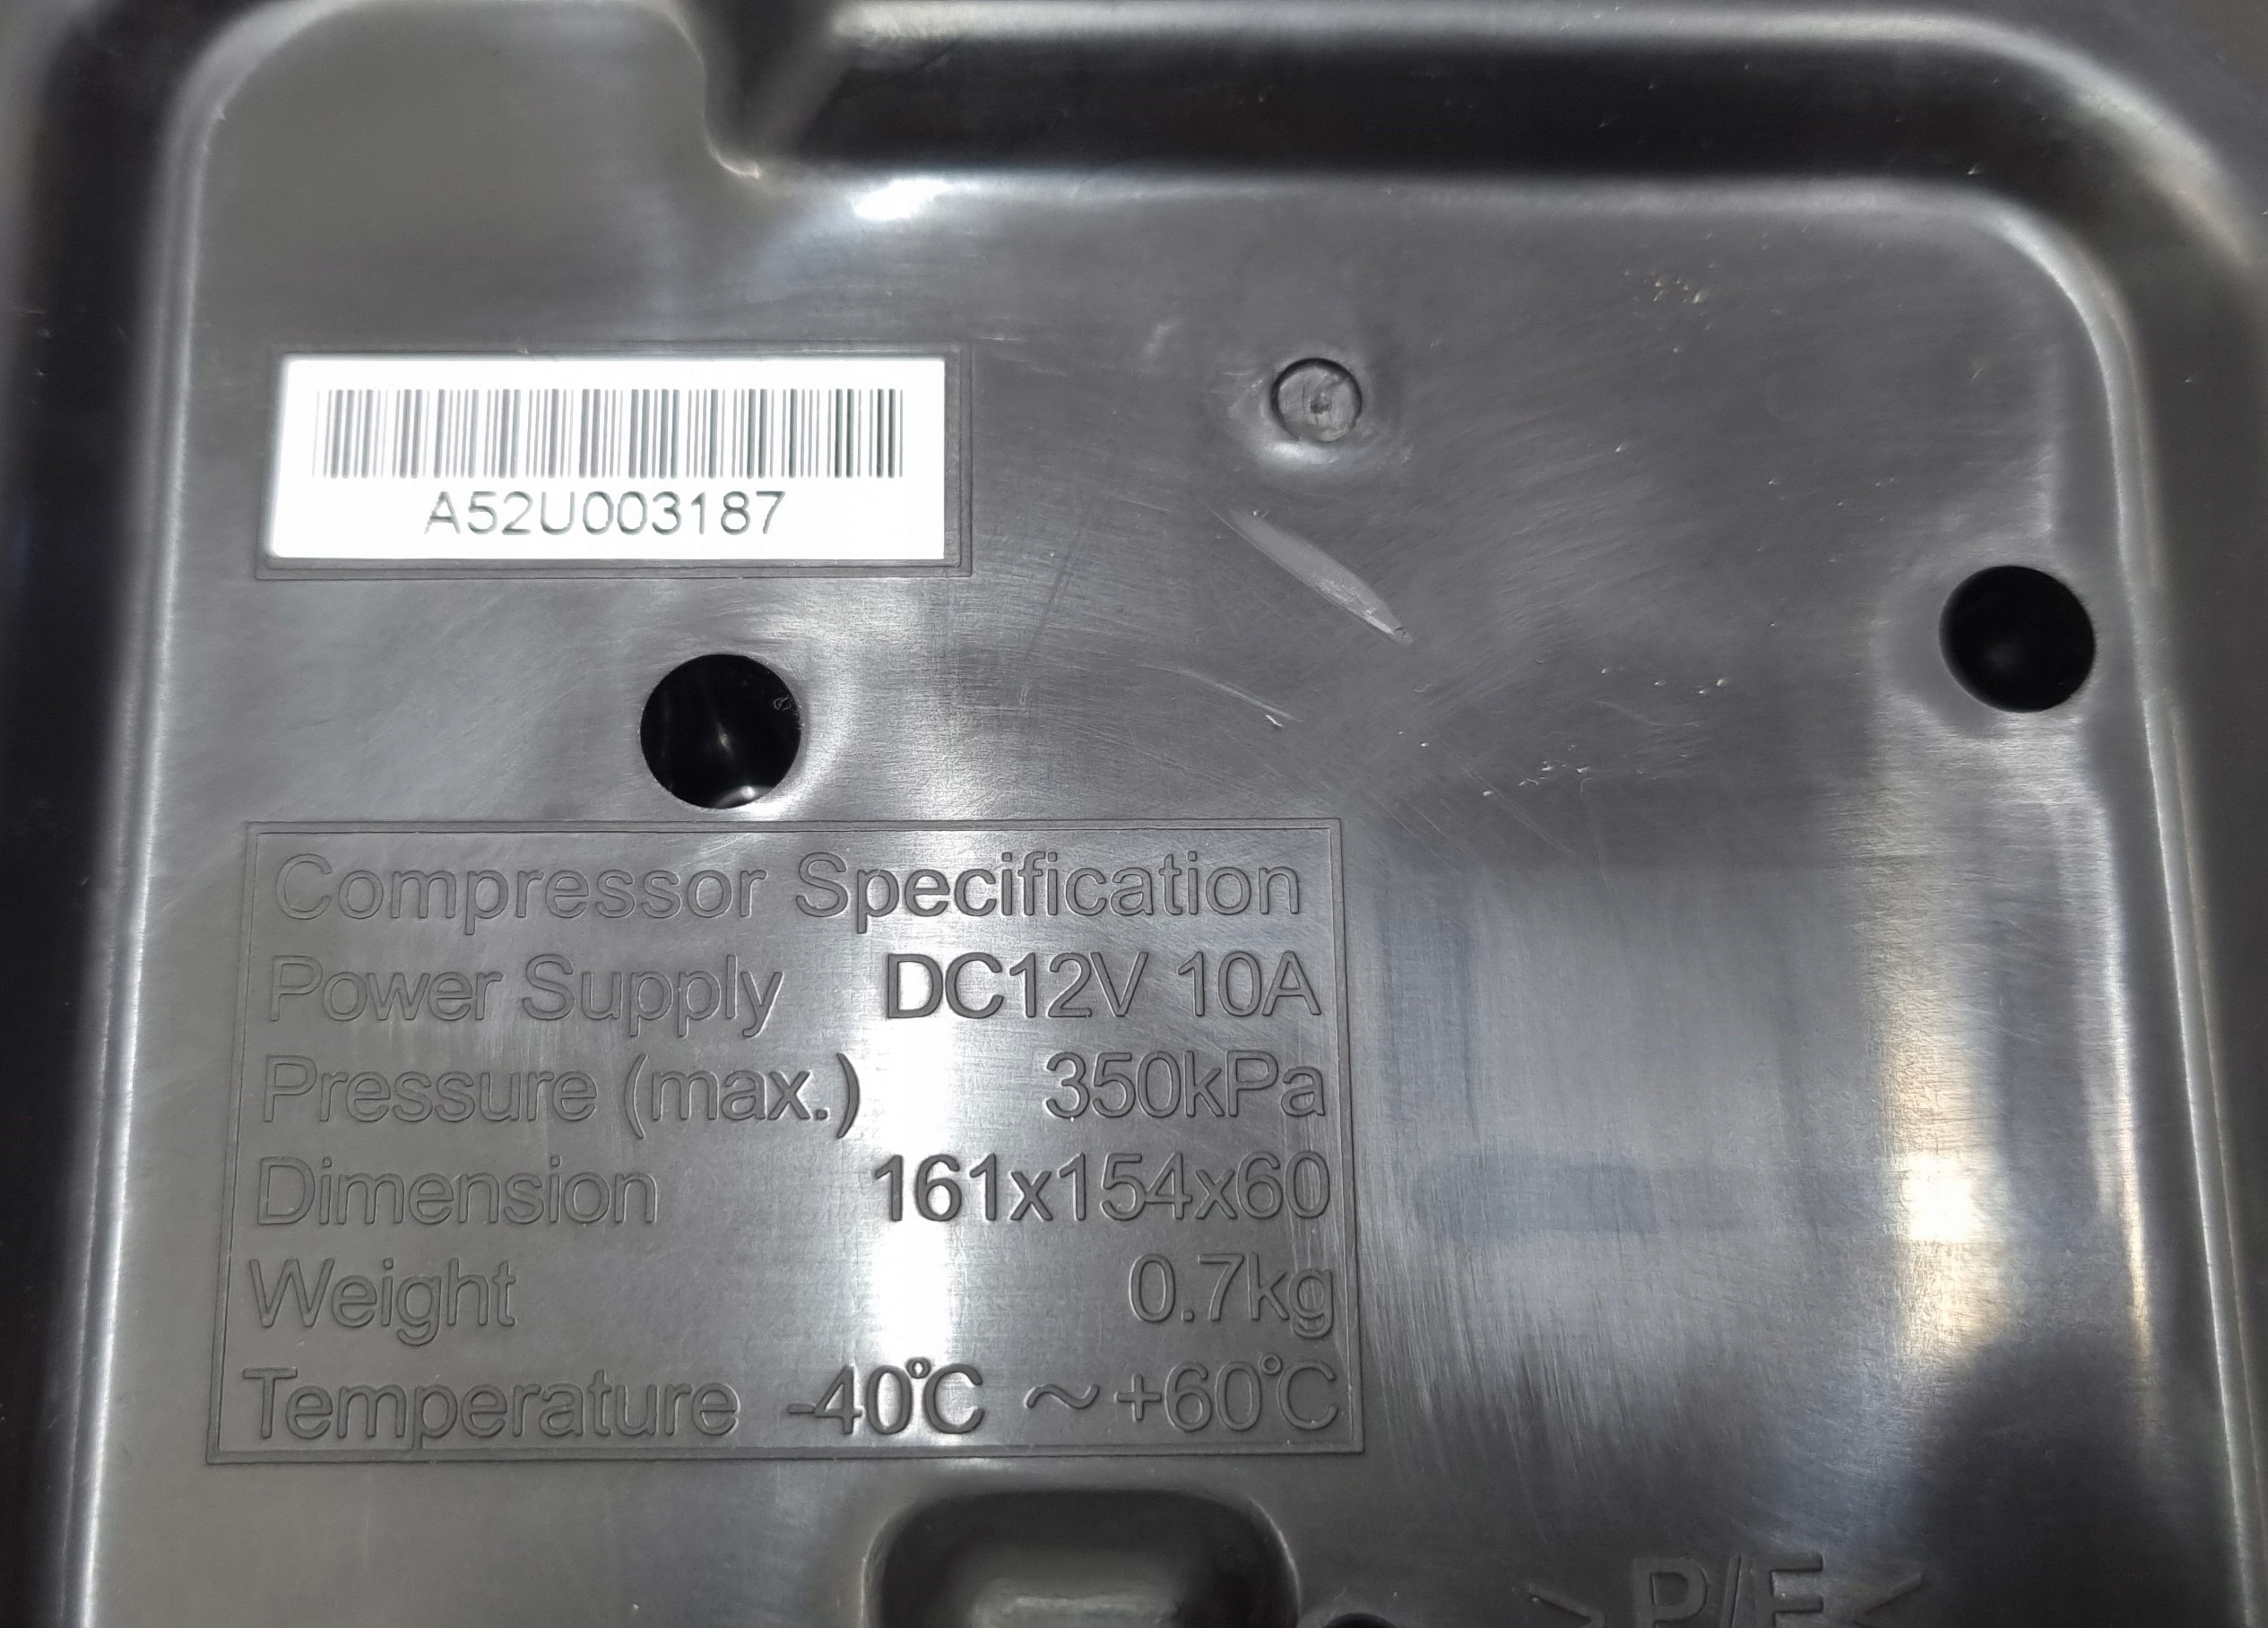 A52U003187
Compressor Specification
Power Supply DC12V 10A
Pressure (max.) 350kPa
Dimension 161x154x60
Weight 0.7kg
Temperature -40℃ ~+60℃
>P/E<